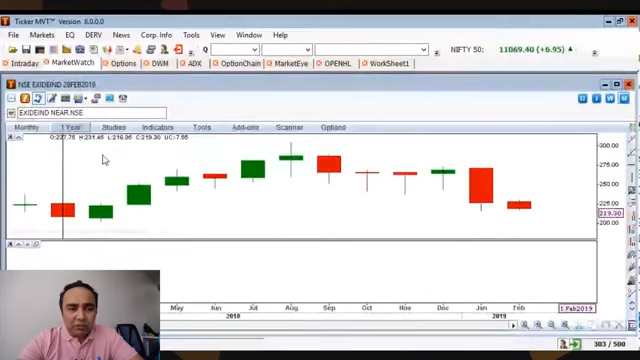 Ticker MVT™ Version 8.0.0.0
File Markets EQ DERV News Corp. Info Tools Window Help
Q NIFTY 50: 11069.40 (+6.95) ▲
Intraday MarketWatch Options DWM ADX OptionChain MarketEye OPENHL WorkSheet1
NSE EXIDEIND 28FEB2019
EXIDEIND NEAR.NSE
Monthly 1 Year Studies Indicators Tools Add-ons Scanner Options
O:227.75 H:231.45 L:216.95 C:219.30 UC-7.55
300.00
275.00
250.00
225.00
219.30
200.00
May Jun Jul Aug Sep Oct Nov Dec Jan Feb 1 Feb2019
2018 2019
303 / 500